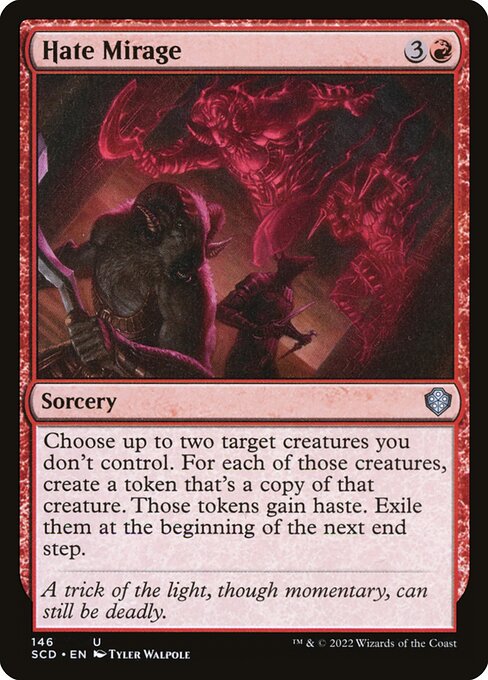 Hate Mirage 3
Sorcery
Choose up to two target creatures you
don't control. For each of those creatures,
create a token that's a copy of that
creature. Those tokens gain haste. Exile
them at the beginning of the next end
step.
A trick of the light, though momentary, can
still be deadly.
146 U
SCD • EN Tyler Walpole
™ & © 2022 Wizards of the Coast